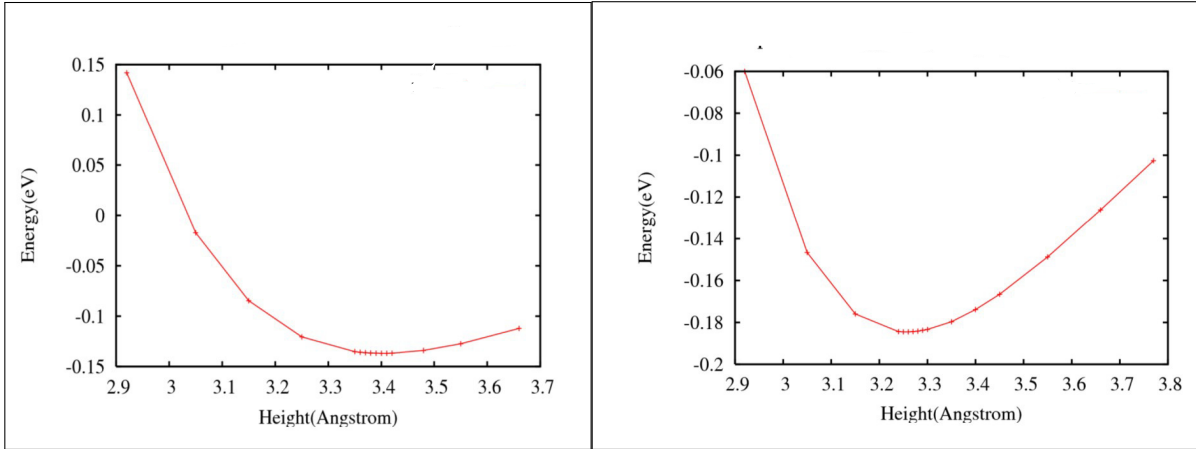 0.15
0.1
0.05
0
-0.05
-0.1
-0.15
Energy(eV)
2.9 3 3.1 3.2 3.3 3.4 3.5 3.6 3.7
Height(Angstrom)
-0.06
-0.08
-0.1
-0.12
-0.14
-0.16
-0.18
-0.2
Energy(eV)
2.9 3 3.1 3.2 3.3 3.4 3.5 3.6 3.7 3.8
Height(Angstrom)